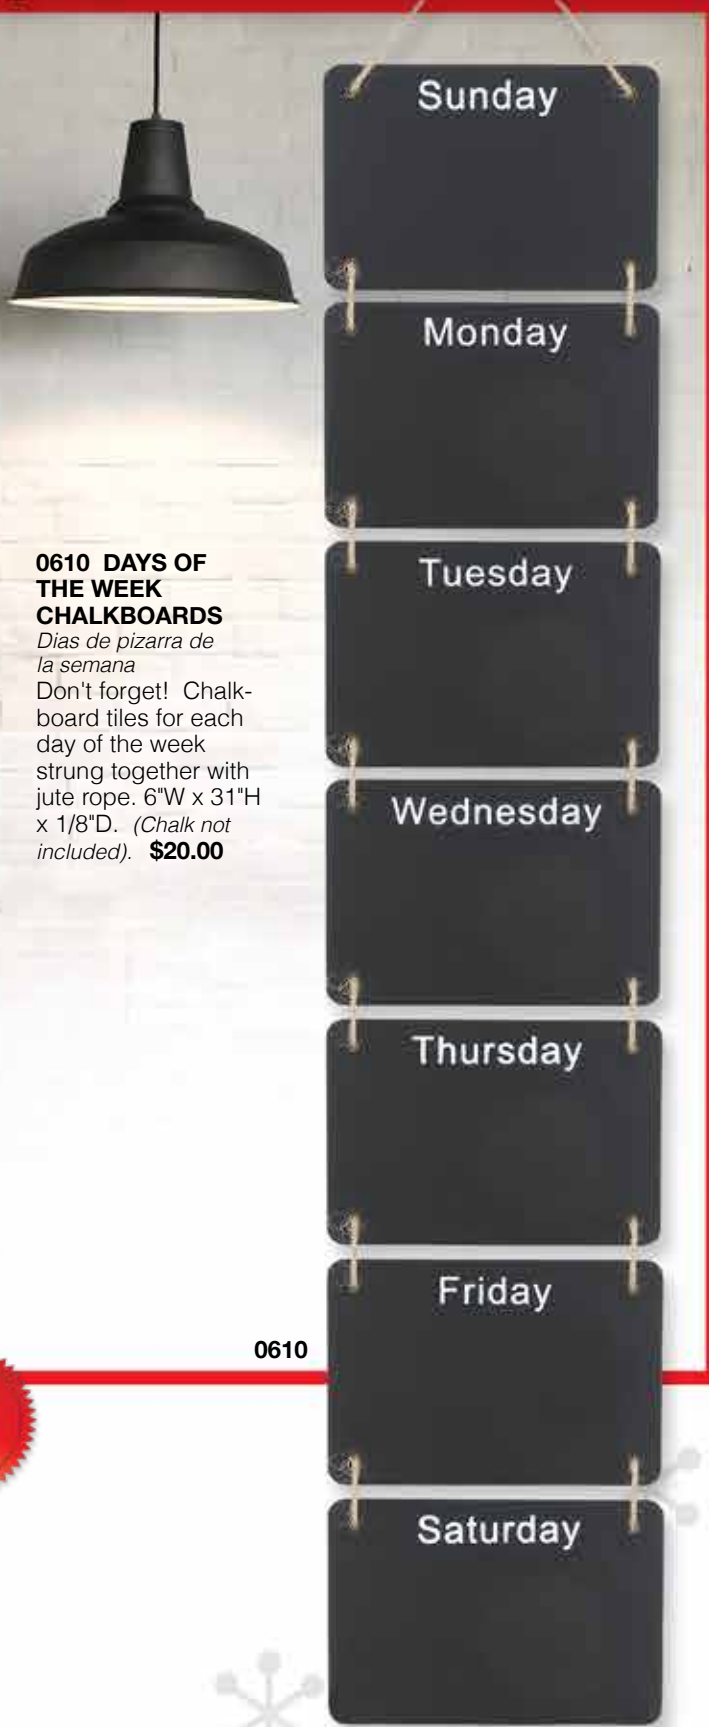 Sunday
Monday
Tuesday
Wednesday
Thursday
Friday
Saturday
0610 DAYS OF
THE WEEK
CHALKBOARDS
Dias de pizarra de
la semana
Don't forget! Chalk-
board tiles for each
day of the week
strung together with
jute rope. 6"W x 31"H
x 1/8"D. (Chalk not
included). $20.00
0610